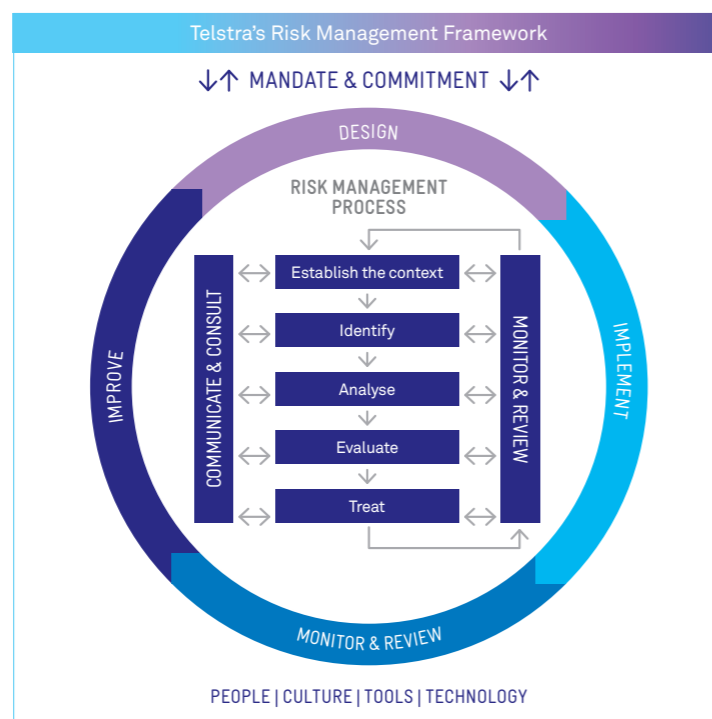 Telstra's Risk Management Framework
↓↑ MANDATE & COMMITMENT ↓↑
DESIGN
RISK MANAGEMENT
PROCESS
Establish the context
Identify
Analyse
Evaluate
Treat
COMMUNICATE & CONSULT
MONITOR & REVIEW
IMPROVE
IMPLEMENT
MONITOR & REVIEW
PEOPLE | CULTURE | TOOLS | TECHNOLOGY